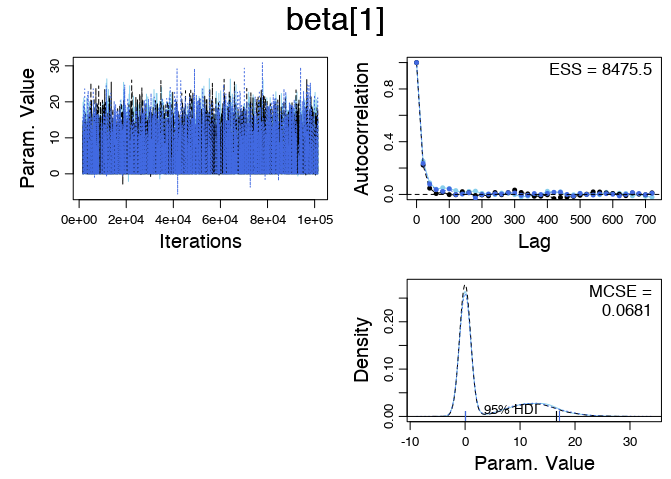 beta[1]
Param. Value
0 10 20 30
0e+00 2e+04 4e+04 6e+04 8e+04 1e+05
Iterations
ESS = 8475.5
Autocorrelation
0.0 0.4 0.8
0 100 200 300 400 500 600 700
Lag
MCSE =
0.0681
Density
0.00 0.10 0.20
95% HDI
-10 0 10 20 30
Param. Value